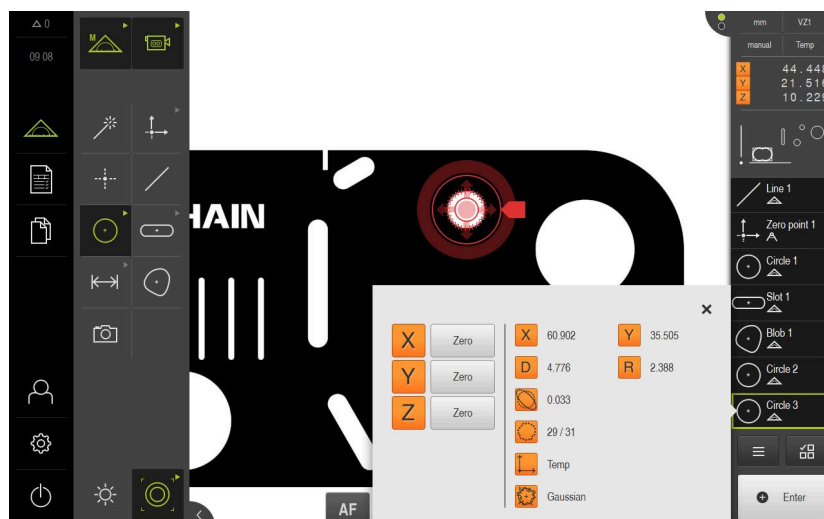 0
09 08
M
HAIN
AF
mm VZ1
manual Temp
X 44.448
Y 21.516
Z 10.229
Line 1
Zero point 1
Circle 1
Slot 1
Blob 1
Circle 2
Circle 3
Enter
X Zero
Y Zero
Z Zero
X 60.902 Y 35.505
D 4.776 R 2.388
0.033
29 / 31
Temp
Gaussian